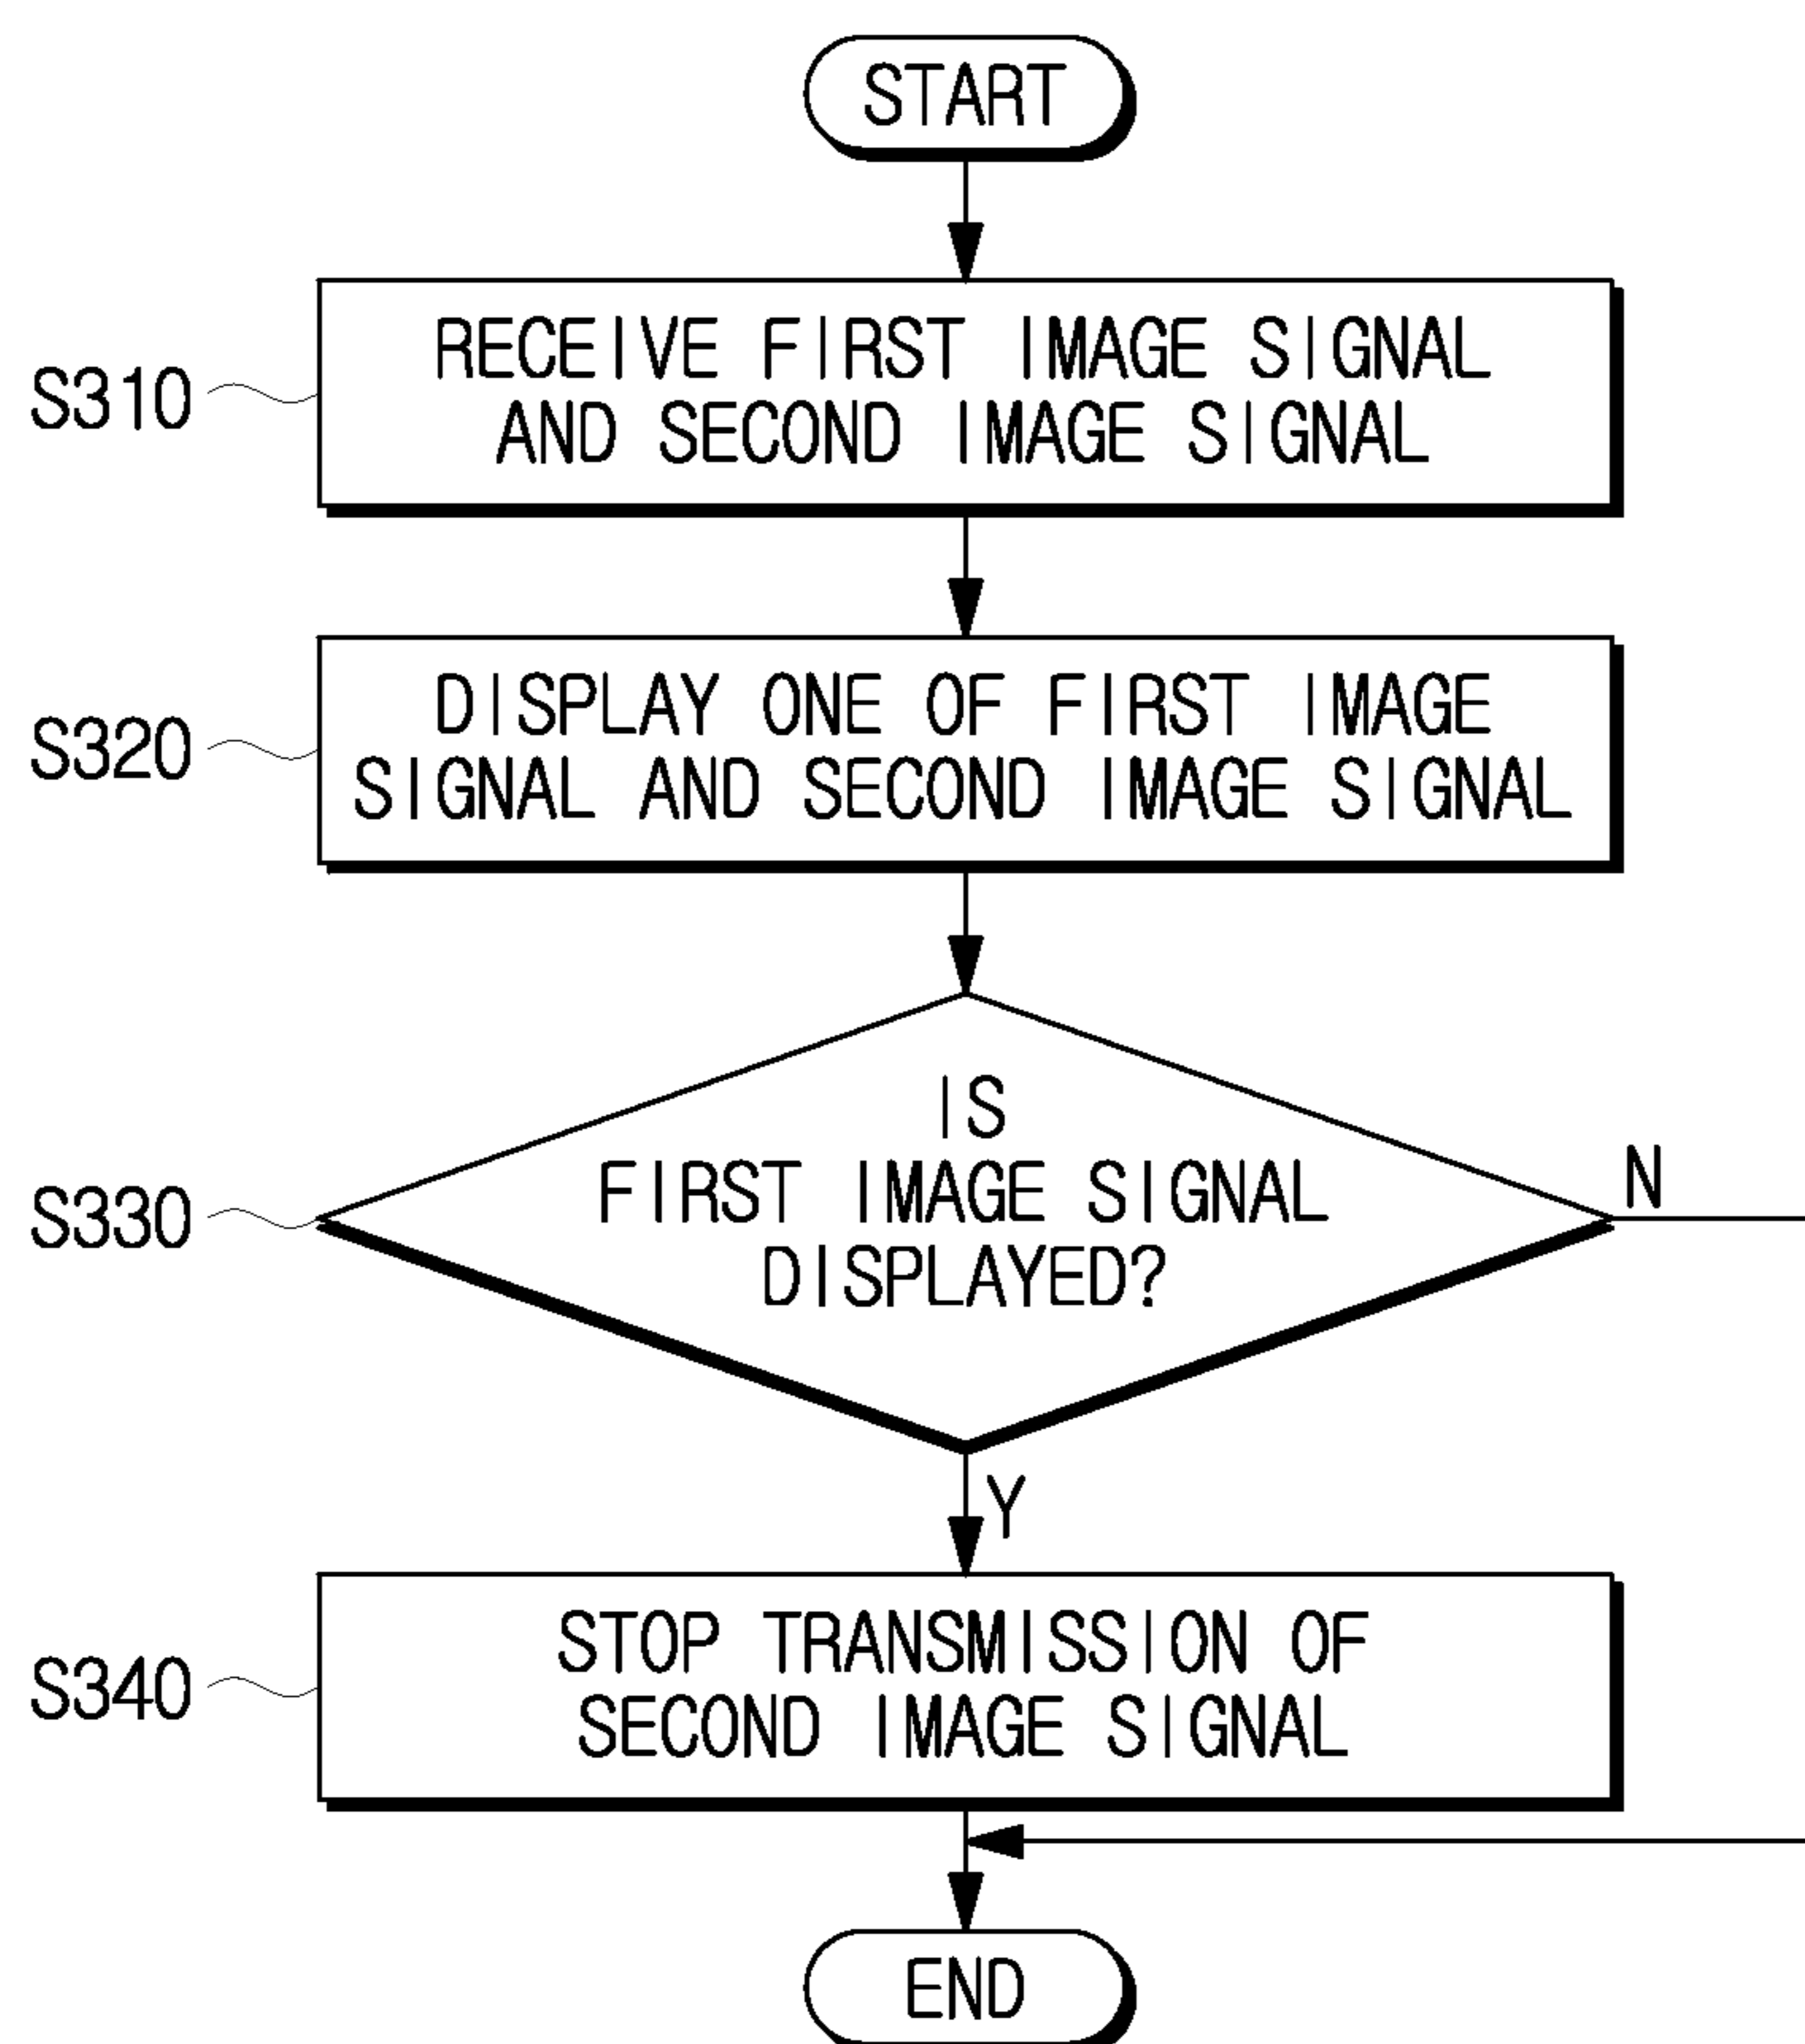 START
S310
RECEIVE FIRST IMAGE SIGNAL
AND SECOND IMAGE SIGNAL
S320
DISPLAY ONE OF FIRST IMAGE
SIGNAL AND SECOND IMAGE SIGNAL
S330
IS
FIRST IMAGE SIGNAL
DISPLAYED?
N
Y
S340
STOP TRANSMISSION OF
SECOND IMAGE SIGNAL
END